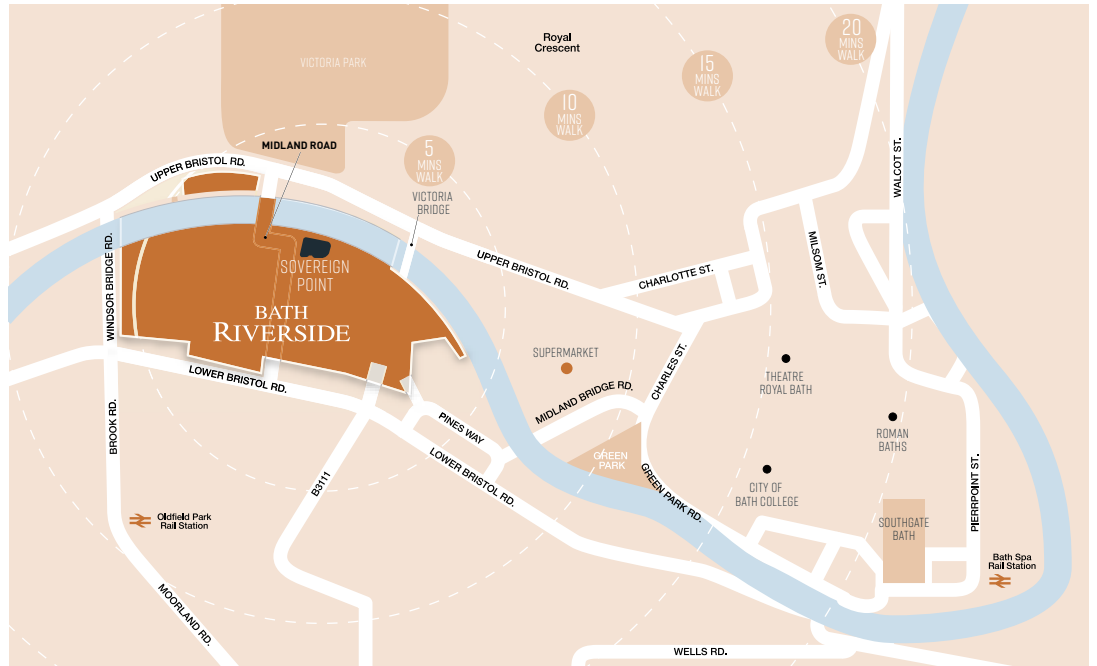 Royal
Crescent
20
MINS
WALK
15
MINS
WALK
10
MINS
WALK
5
MINS
WALK
VICTORIA PARK
MIDLAND ROAD
UPPER BRISTOL RD.
VICTORIA
BRIDGE
WALCOT ST.
MILSOM ST.
CHARLOTTE ST.
UPPER BRISTOL RD.
WINDSOR BRIDGE RD.
SOVEREIGN
POINT
BATH
RIVERSIDE
SUPERMARKET
CHARLES ST.
THEATRE
ROYAL BATH
LOWER BRISTOL RD.
MIDLAND BRIDGE RD.
BROOK RD.
PINES WAY
ROMAN
BATHS
GREEN
PARK
B3111
LOWER BRISTOL RD.
GREEN PARK RD.
CITY OF
BATH COLLEGE
PIERRPOINT ST.
SOUTHGATE
BATH
Oldfield Park
Rail Station
Bath Spa
Rail Station
MOORLAND RD.
WELLS RD.